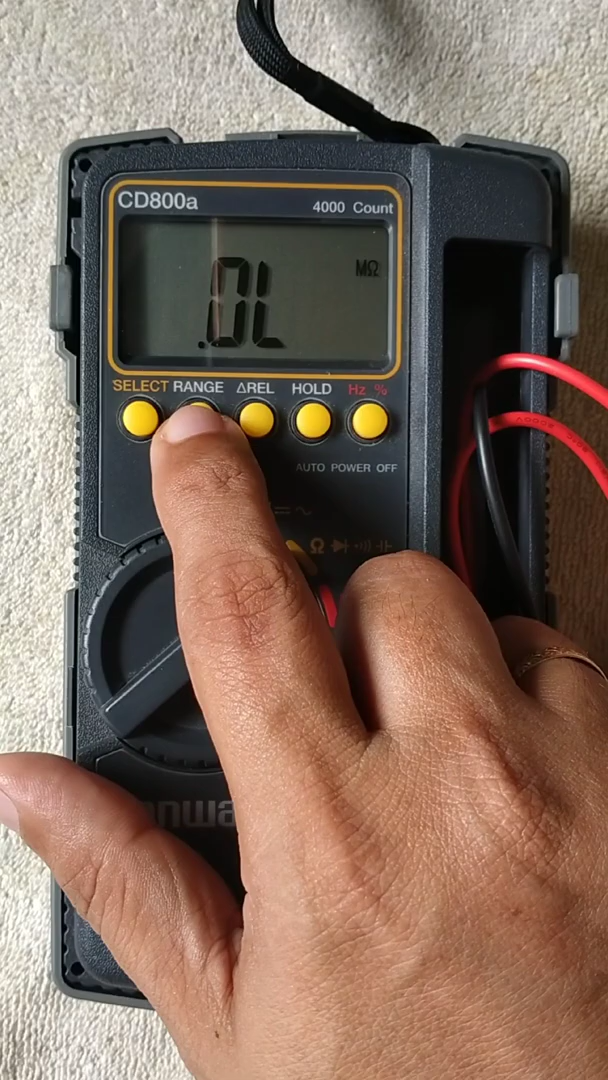 CD800a
4000 Count
.0L
MΩ
SELECT RANGE ΔREL HOLD Hz %
AUTO POWER OFF
Ω